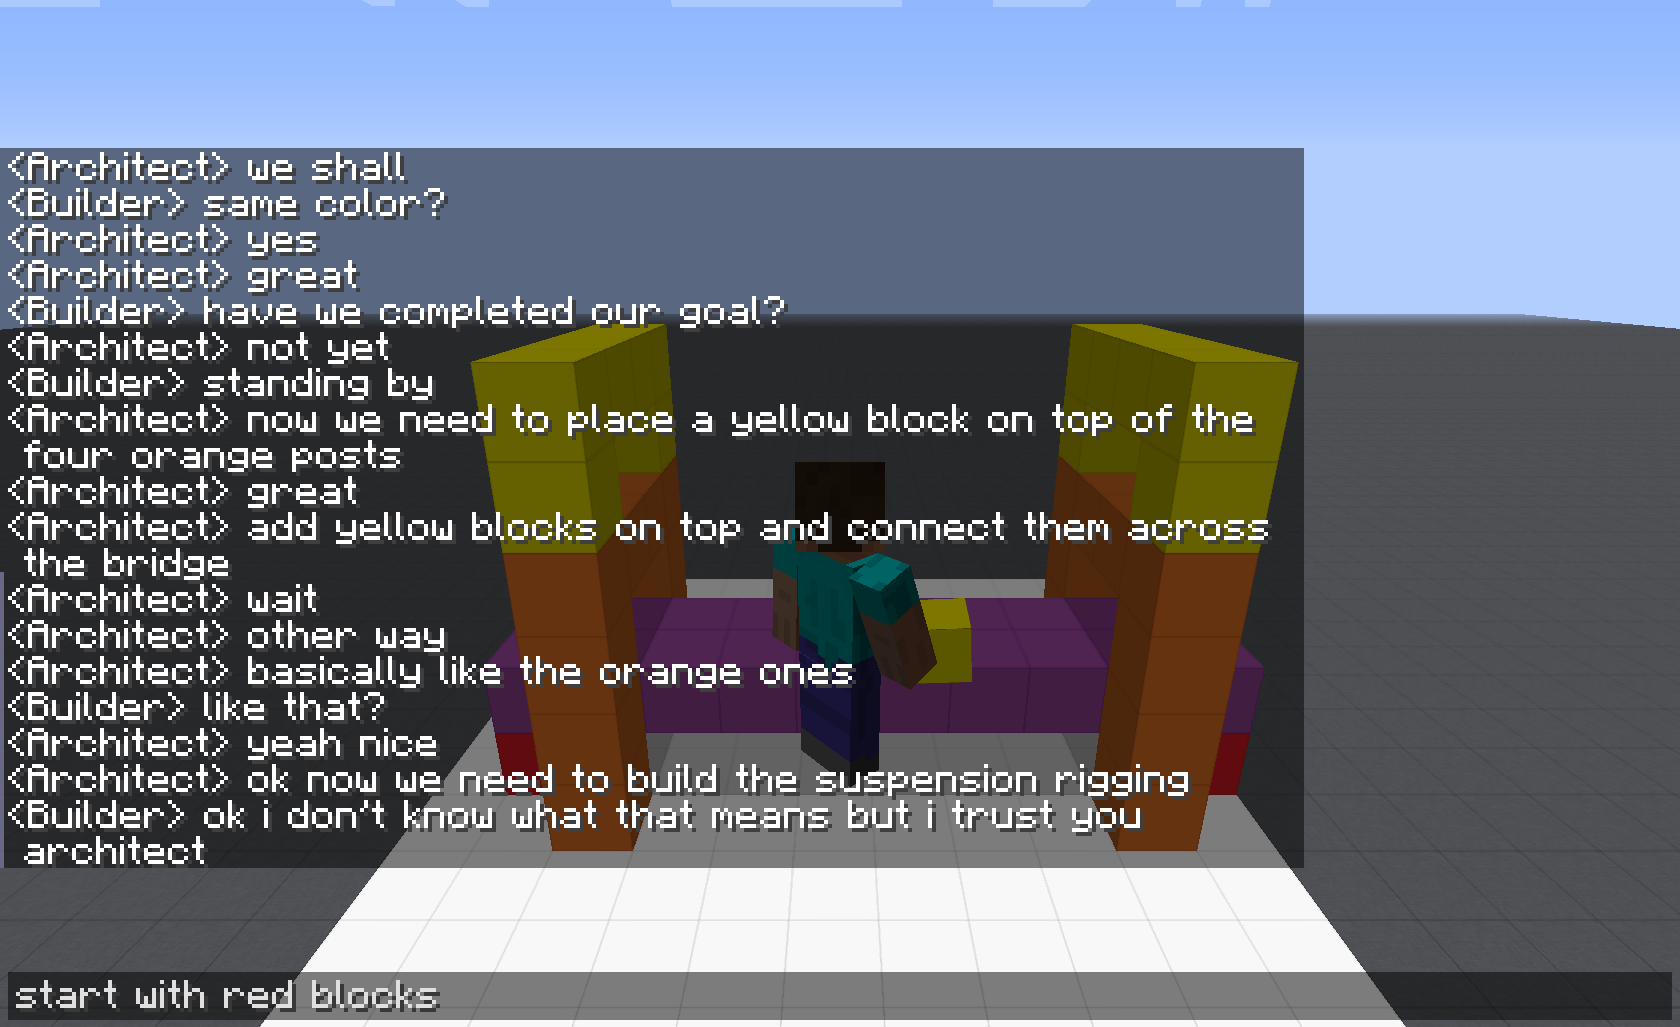 <Architect> we shall
<Builder> same color?
<Architect> yes
<Architect> great
<Builder> have we completed our goal?
<Architect> not yet
<Builder> standing by
<Architect> now we need to place a yellow block on top of the
four orange posts
<Architect> great
<Architect> add yellow blocks on top and connect them across
the bridge
<Architect> wait
<Architect> other way
<Architect> basically like the orange ones
<Builder> like that?
<Architect> yeah nice
<Architect> ok now we need to build the suspension rigging
<Builder> ok i don't know what that means but i trust you
architect
start with red blocks